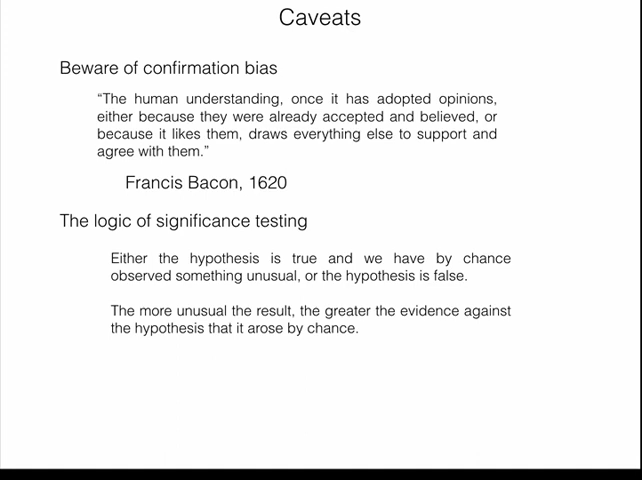 Caveats
Beware of confirmation bias
“The human understanding, once it has adopted opinions,
either because they were already accepted and believed, or
because it likes them, draws everything else to support and
agree with them.”
Francis Bacon, 1620
The logic of significance testing
Either the hypothesis is true and we have by chance
observed something unusual, or the hypothesis is false.
The more unusual the result, the greater the evidence against
the hypothesis that it arose by chance.